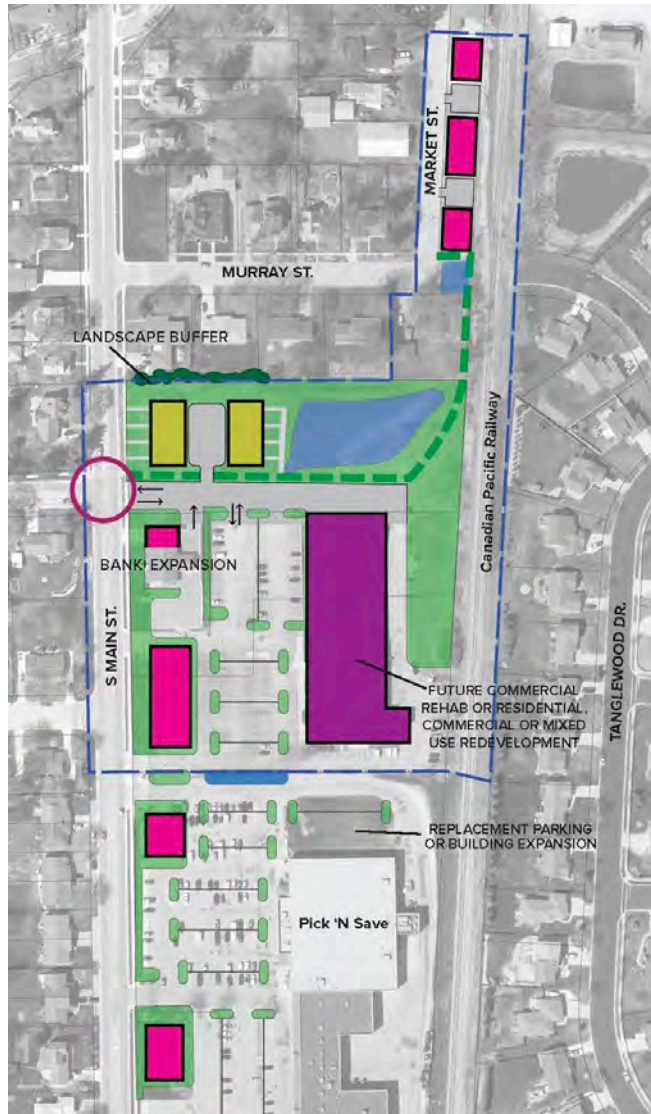 MARKET ST.
MURRAY ST.
LANDSCAPE BUFFER
Canadian Pacific Railway
BANK EXPANSION
S MAIN ST.
TANGLEWOOD DR.
FUTURE COMMERCIAL
REHAB OR RESIDENTIAL,
COMMERCIAL OR MIXED
USE REDEVELOPMENT
REPLACEMENT PARKING
OR BUILDING EXPANSION
Pick 'N Save